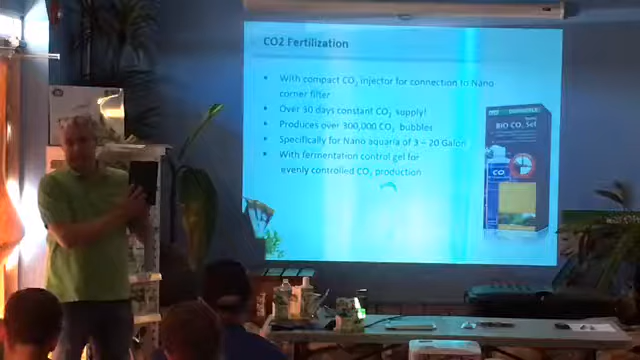 CO2 Fertilization
• With compact CO₂ injector for connection to Nano-
corner filter
• Over 30 days constant CO₂ supply!
• Produces over 300,000 CO₂ bubbles
• Specifically for Nano aquaria of 3 – 20 Gallon
• With fermentation control gel for
evenly controlled CO₂ production
BIO CO₂ Set
CO₂